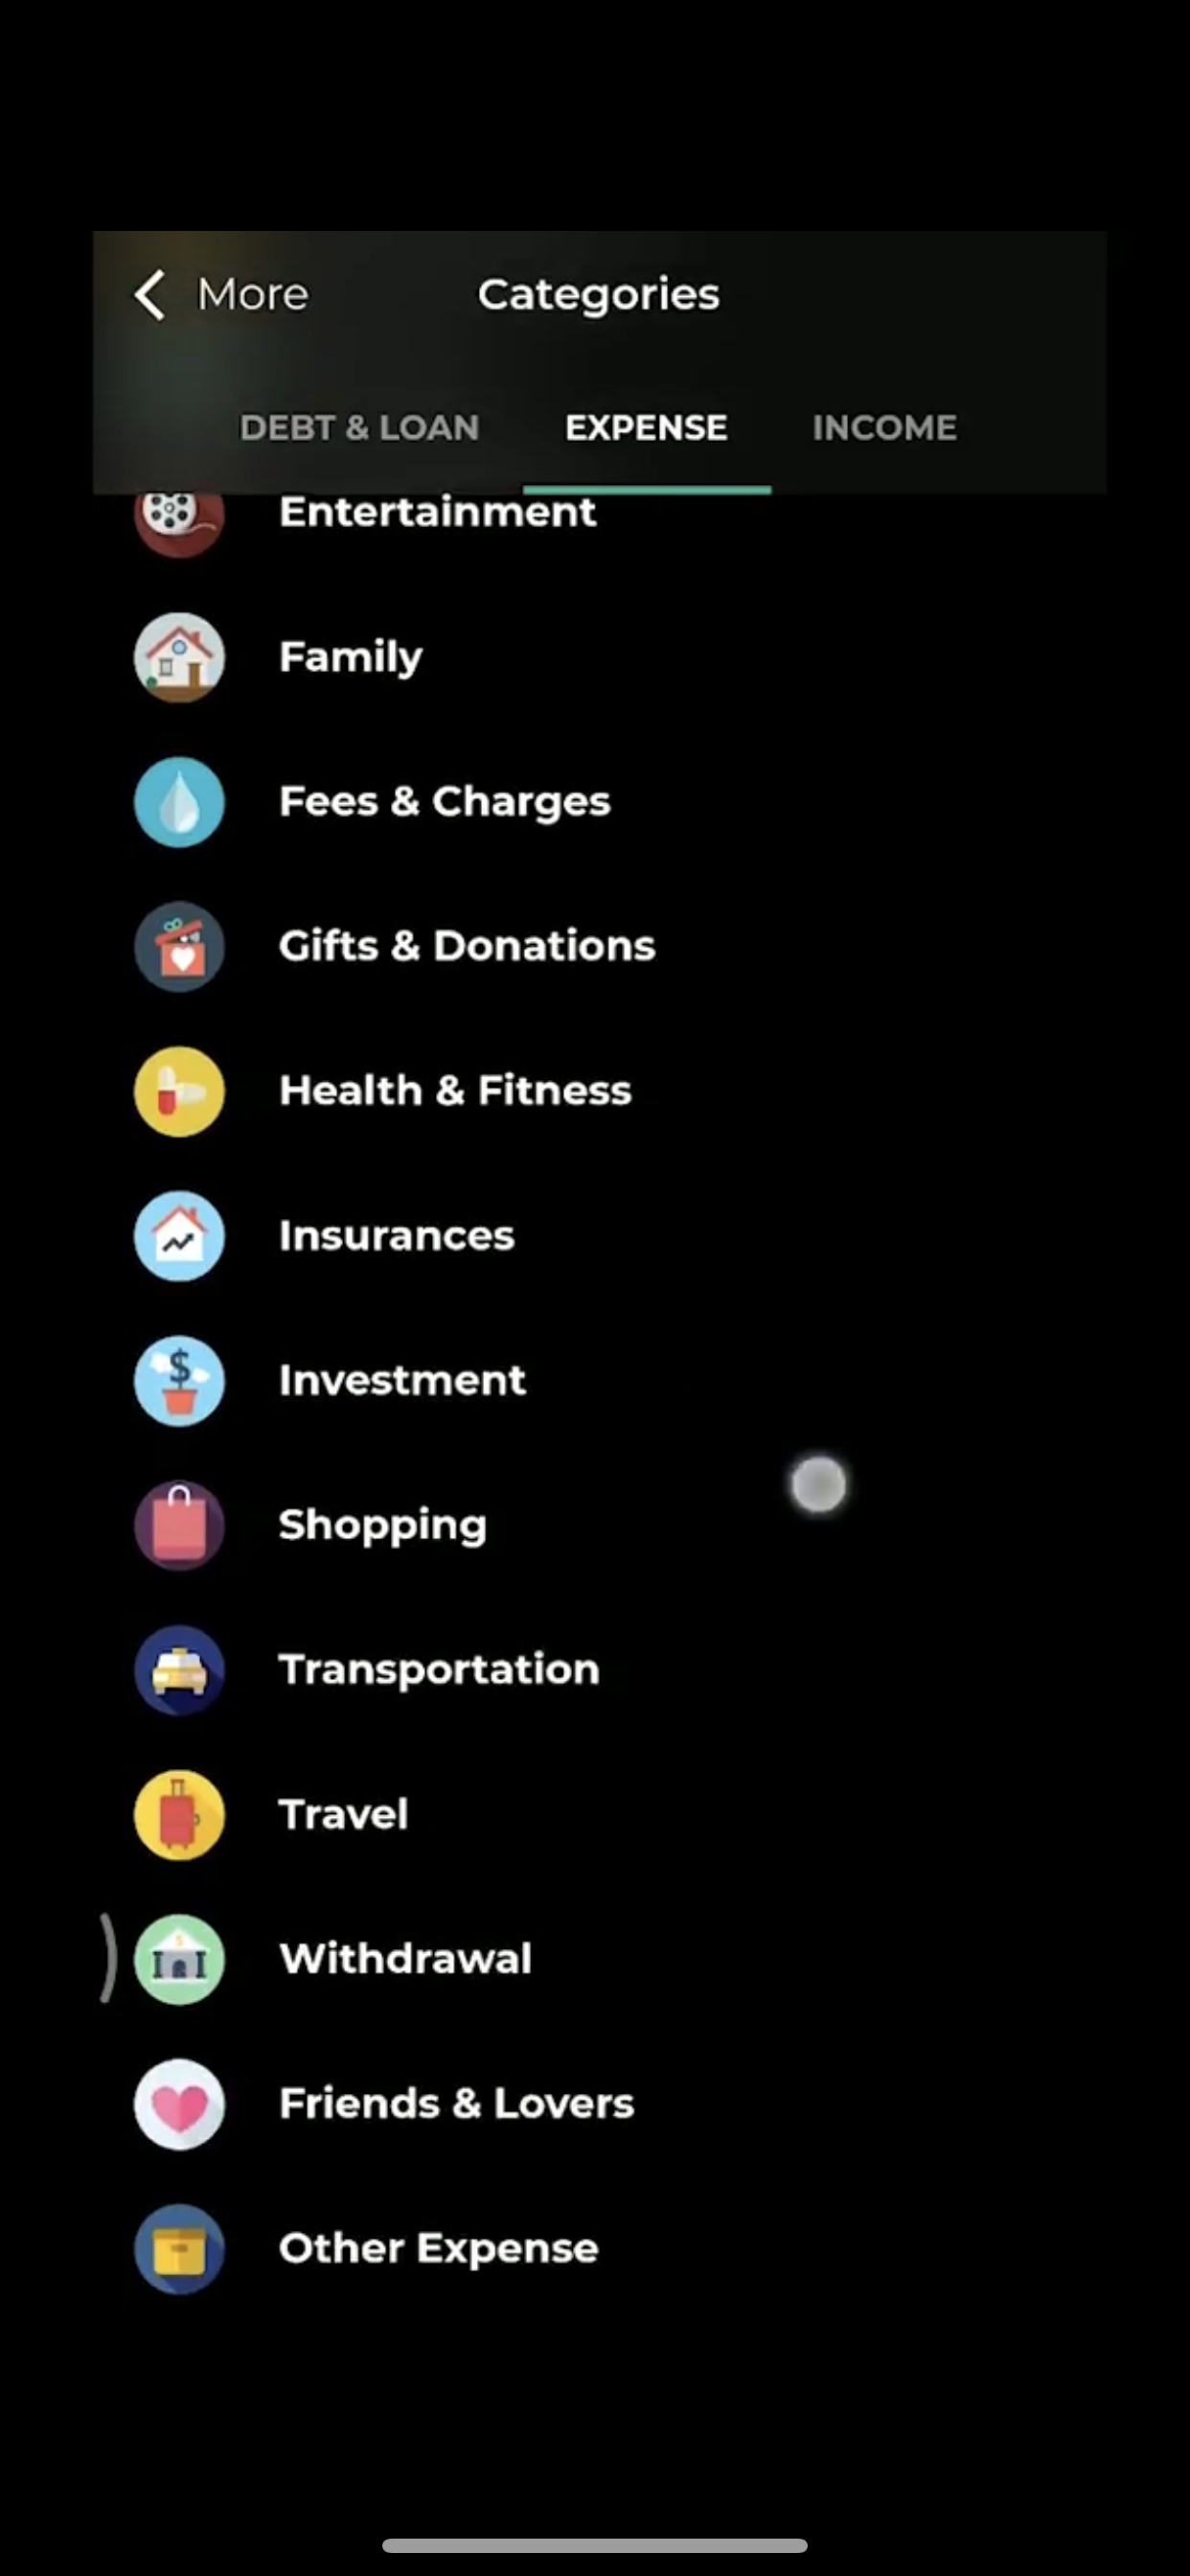 More
Categories
DEBT & LOAN
EXPENSE
INCOME
Entertainment
Family
Fees & Charges
Gifts & Donations
Health & Fitness
Insurances
$
Investment
Shopping
Transportation
Travel
Withdrawal
Friends & Lovers
Other Expense